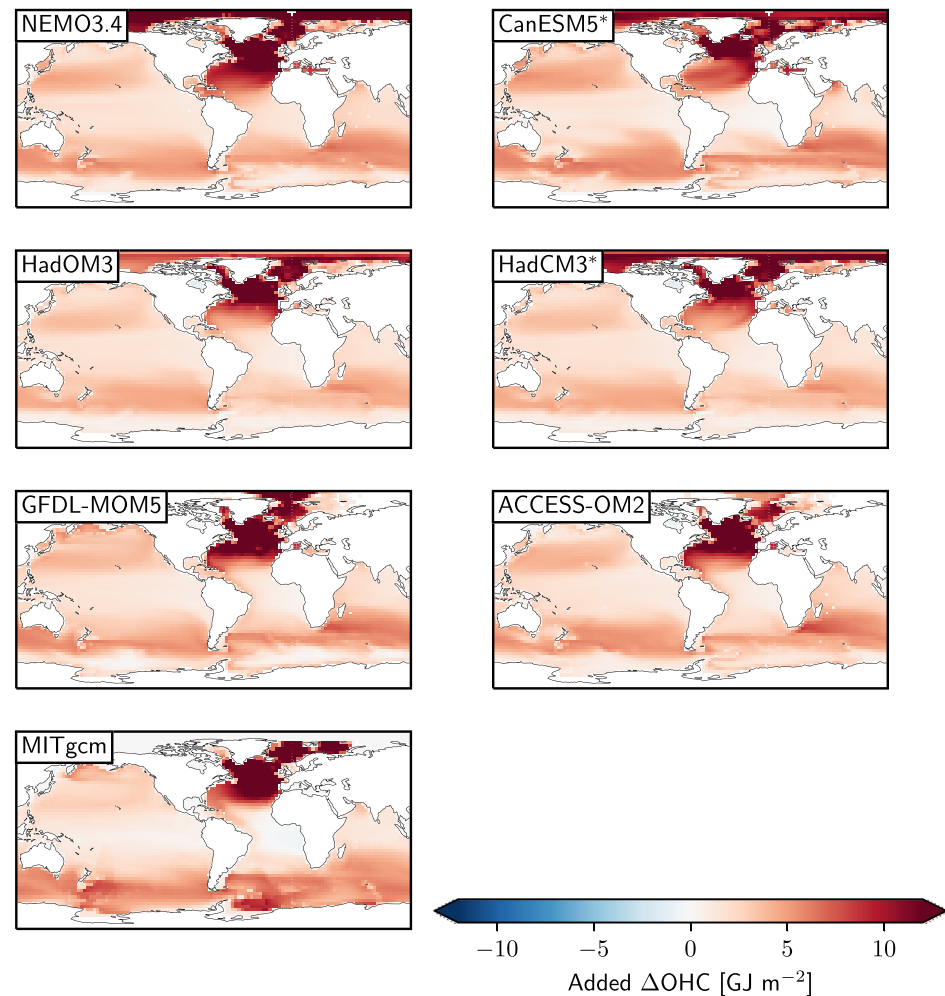 NEMO3.4
CanESM5*
HadOM3
HadCM3*
GFDL-MOM5
ACCESS-OM2
MITgcm
−10 −5 0 5 10
Added ΔOHC [GJ m⁻²]